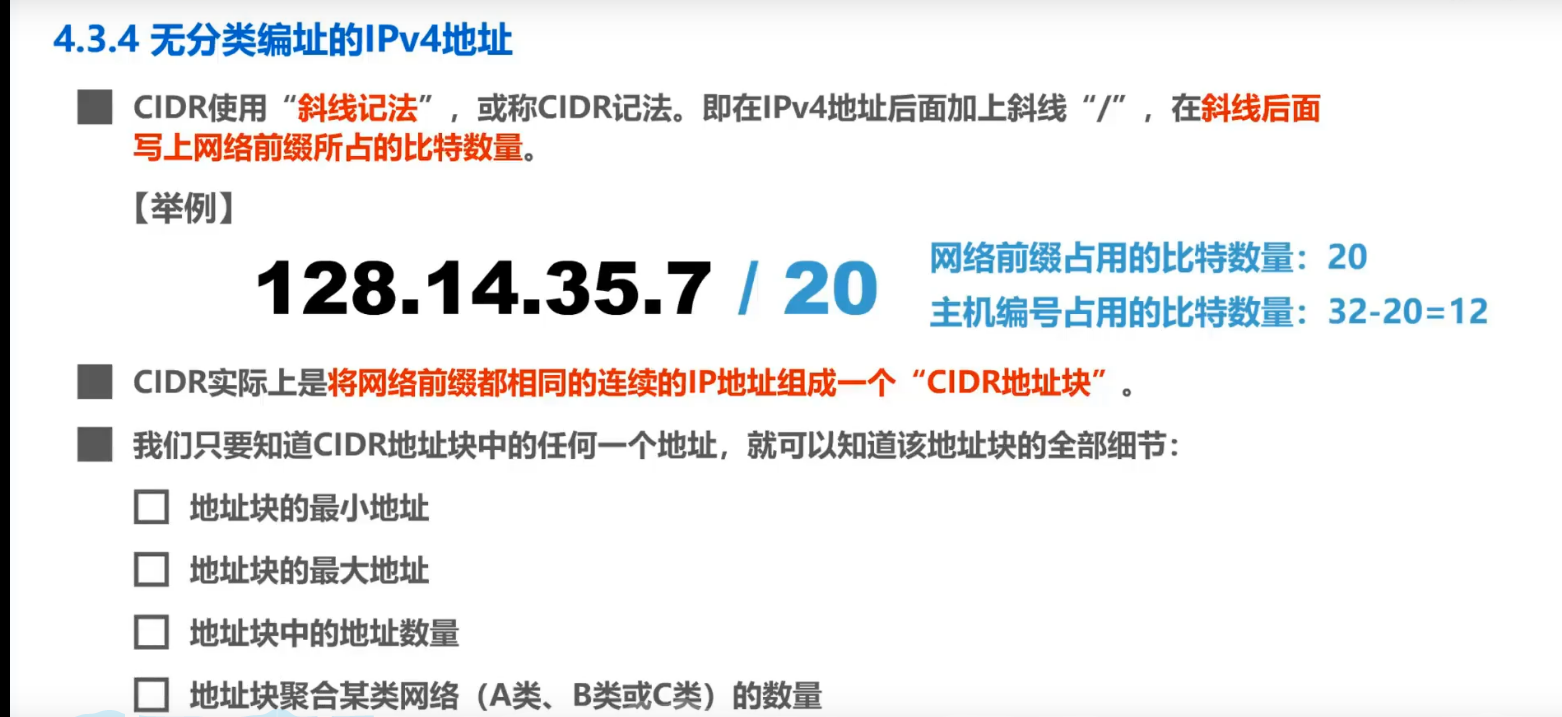 4.3.4 无分类编址的IPv4地址
CIDR使用“斜线记法”，或称CIDR记法。即在IPv4地址后面加上斜线“/”，在斜线后面
写上网络前缀所占的比特数量。
【举例】
128.14.35.7 / 20
网络前缀占用的比特数量：20
主机编号占用的比特数量：32-20=12
CIDR实际上是将网络前缀都相同的连续的IP地址组成一个“CIDR地址块”。
我们只要知道CIDR地址块中的任何一个地址，就可以知道该地址块的全部细节：
地址块的最小地址
地址块的最大地址
地址块中的地址数量
地址块聚合某类网络（A类、B类或C类）的数量